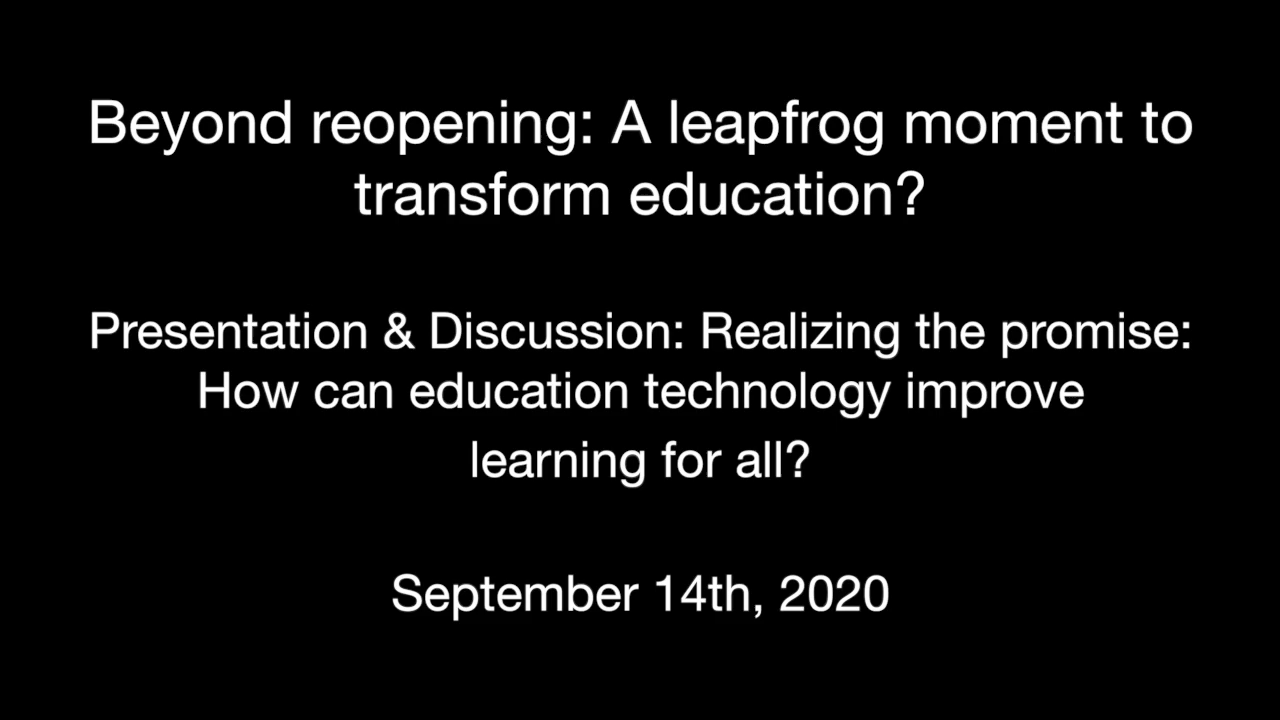 Beyond reopening: A leapfrog moment to
transform education?
Presentation & Discussion: Realizing the promise:
How can education technology improve
learning for all?
September 14th, 2020